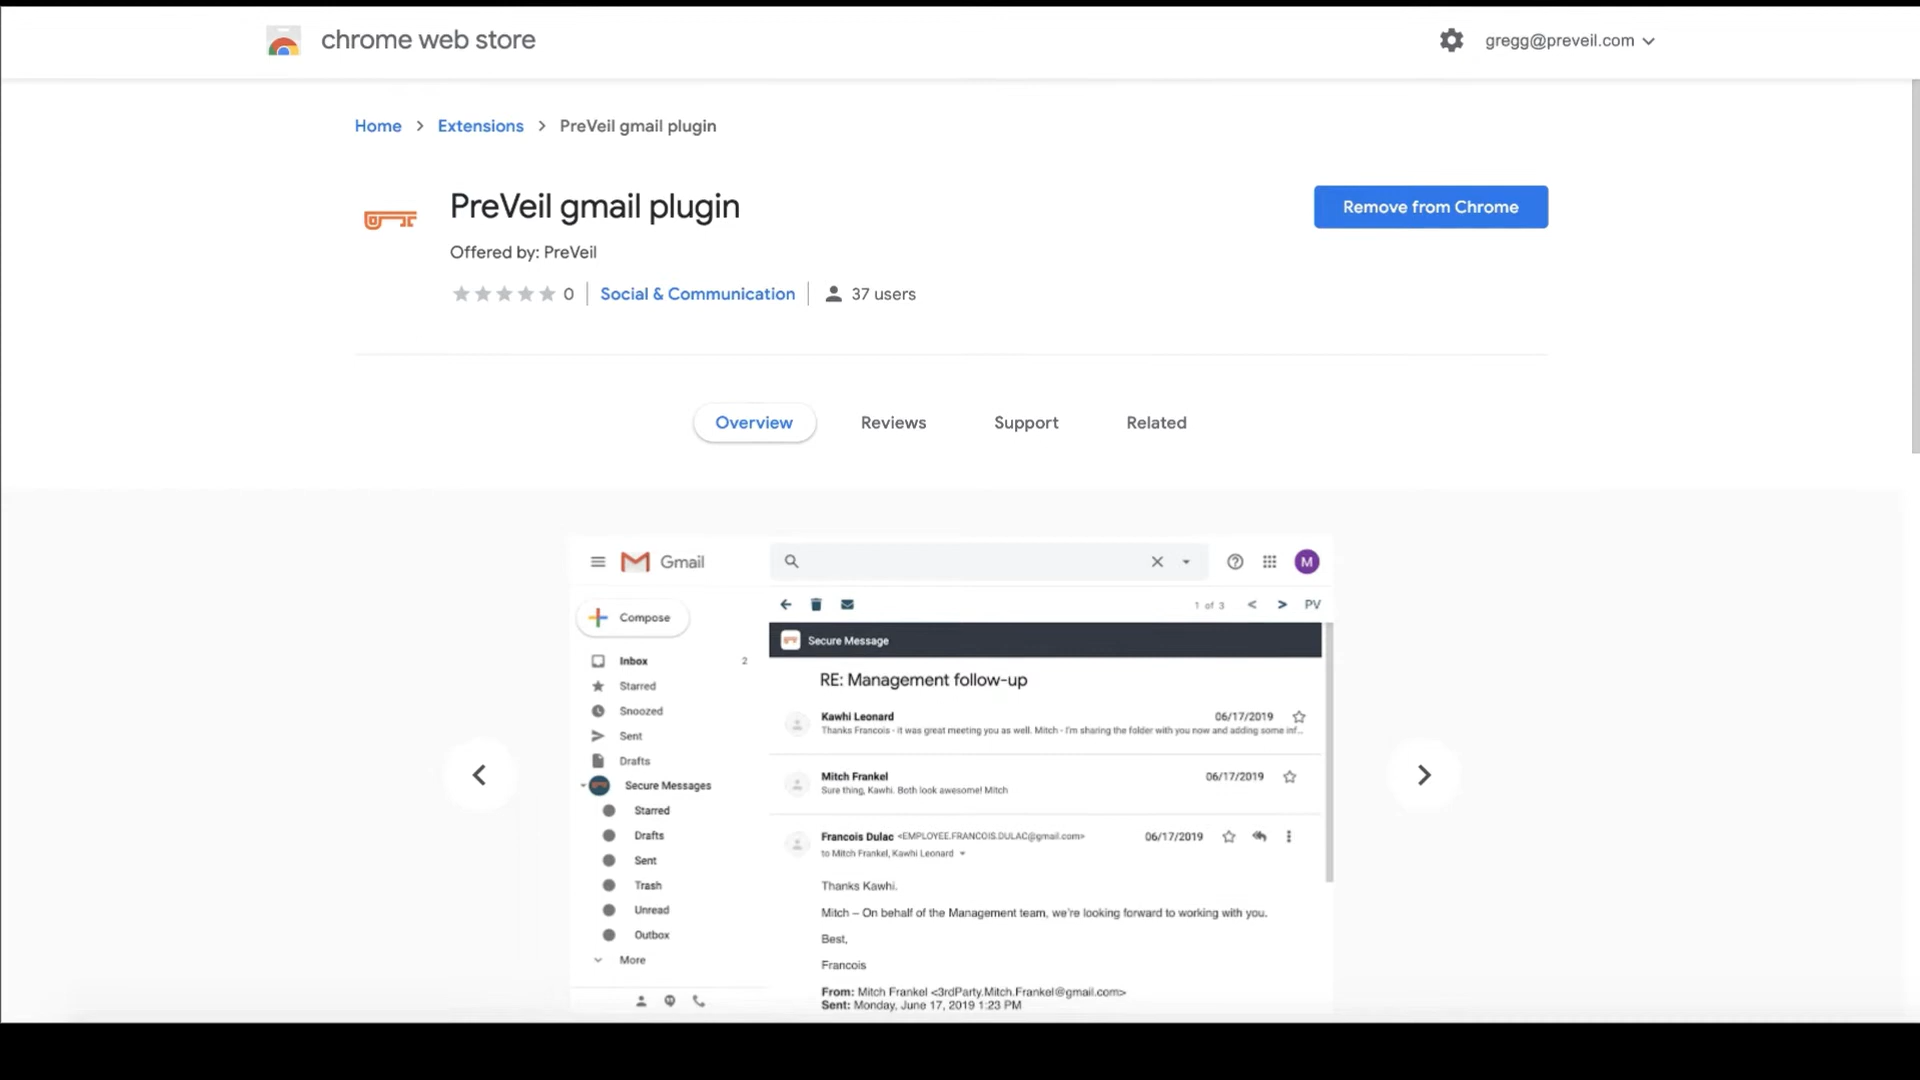 chrome web store
gregg@preveil.com
Home > Extensions > PreVeil gmail plugin
PreVeil gmail plugin
Remove from Chrome
Offered by: PreVeil
0
Social & Communication
37 users
Overview
Reviews
Support
Related
Gmail
M
Compose
1 of 3
PV
Secure Message
Inbox 2
Starred
Snoozed
Sent
Drafts
Secure Messages
Starred
Drafts
Sent
Trash
Unread
Outbox
More
RE: Management follow-up
Kawhi Leonard 06/17/2019
Thanks Francois - it was great meeting you as well. Mitch - I'm sharing the folder with you now and adding some inf...
Mitch Frankel 06/17/2019
Sure thing, Kawhi. Both look awesome! Mitch
Francois Dulac <EMPLOYEE.FRANCOIS.DULAC@gmail.com> 06/17/2019
to Mitch Frankel, Kawhi Leonard
Thanks Kawhi.
Mitch – On behalf of the Management team, we're looking forward to working with you.
Best,
Francois
From: Mitch Frankel <3rdParty.Mitch.Frankel@gmail.com>
Sent: Monday, June 17, 2019 1:23 PM